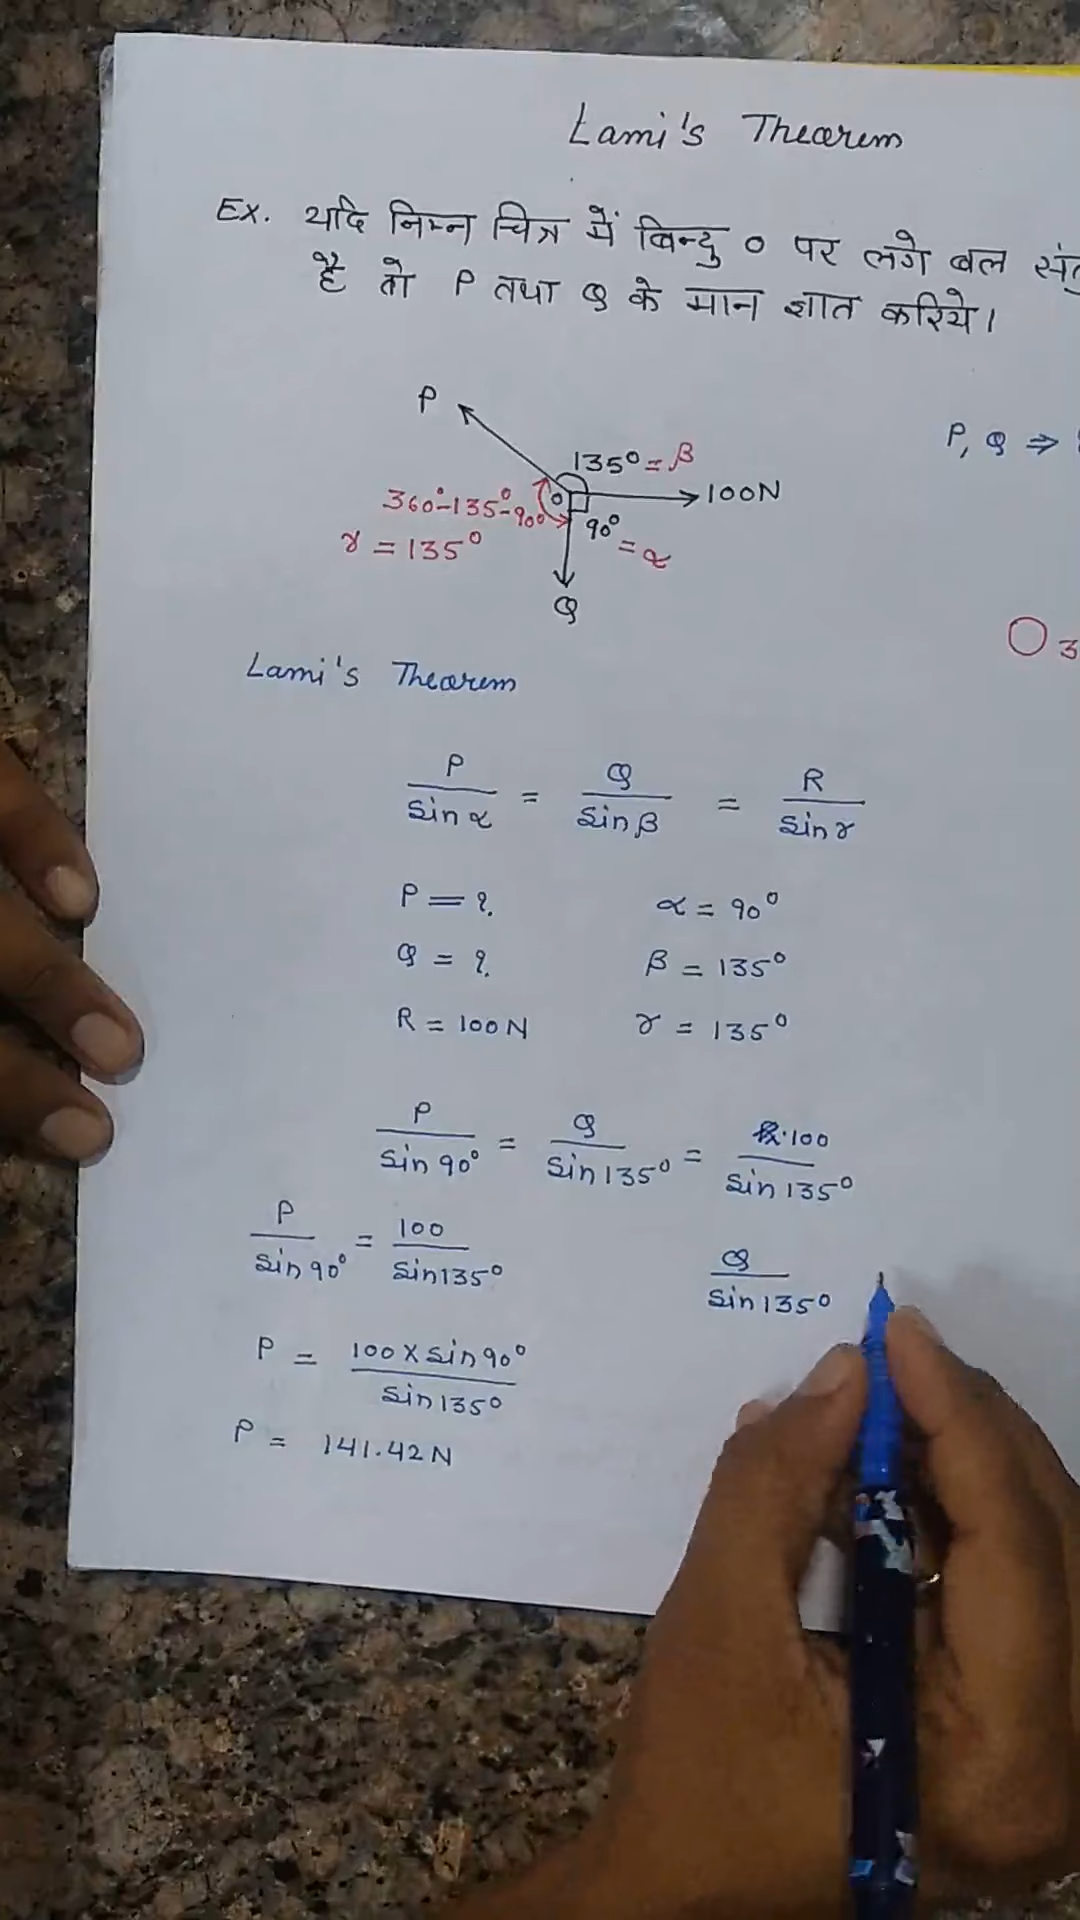 Lami's Thearem
Ex. यदि निम्न चित्र में बिन्दु o पर लगे बल
है तो P तथा Q के मान ज्ञात करिये।
P
135° = β
100N
360°-135°-90°
o
90° = α
γ = 135°
Q
P, Q ⇒
Lami's Thearem
P/sin α = Q/sin β = R/sin γ
P = ? α = 90°
Q = ? β = 135°
R = 100N γ = 135°
P/sin 90° = Q/sin 135° = 100/sin 135°
P/sin 90° = 100/sin 135°
Q/sin 135°
P = 100 x sin 90°/sin 135°
P = 141.42 N